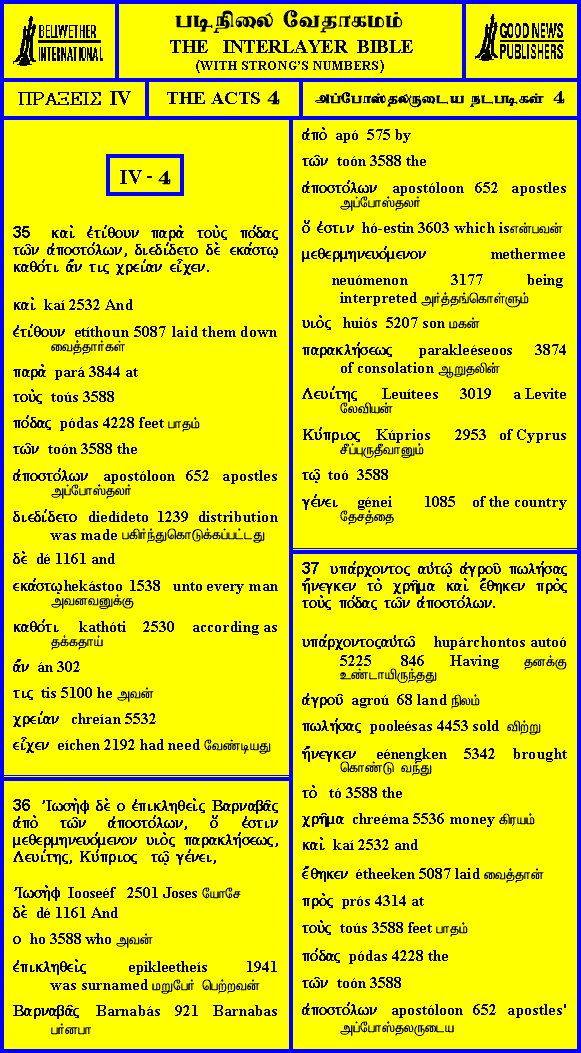 BELLWETHER
INTERNATIONAL
படிநிலை வேதாகமம்
THE INTERLAYER BIBLE
(WITH STRONG'S NUMBERS)
GOOD NEWS
PUBLISHERS
ΠΡΑΞΕΙΣ IV
THE ACTS 4
அப்போஸ்தலருடைய நடபடிகள் 4
IV - 4
35 καὶ ἐτίθουν παρὰ τοὺς πόδας
τῶν ἀποστόλων, διεδίδετο δὲ εκάστῳ
καθότι ἄν τις χρείαν εἶχεν.
καὶ kaí 2532 And
ἐτίθουν etíthoun 5087 laid them down
வைத்தார்கள்
παρὰ pará 3844 at
τοὺς toús 3588
πόδας pódas 4228 feet பாதம்
τῶν toón 3588 the
ἀποστόλων apostóloon 652 apostles
அப்போஸ்தலர்
διεδίδετο diedídeto 1239 distribution
was made பகிர்ந்துகொடுக்கப்பட்டது
δὲ dé 1161 and
εκάστῳ hekástoo 1538 unto every man
அவனவனுக்கு
καθότι kathóti 2530 according as
தக்கதாய்
ἄν án 302
τις tis 5100 he அவன்
χρείαν chreían 5532
εἶχεν eíchen 2192 had need வேண்டியது
36 Ἰωσὴφ δὲ ο ἐπικληθεὶς Βαρναβᾶς
ἀπὸ τῶν ἀποστόλων, ὅ ἐστιν
μεθερμηνευόμενον υιὸς παρακλήσεως,
Λευίτης, Κύπριος τῷ γένει,
Ἰωσὴφ Iooseéf 2501 Joses யோசே
δὲ dé 1161 And
ο ho 3588 who அவன்
ἐπικληθεὶς epikleetheís 1941
was surnamed மறுபேர் பெற்றவன்
Βαρναβᾶς Barnabás 921 Barnabas
பர்னபா
ἀπὸ apó 575 by
τῶν toón 3588 the
ἀποστόλων apostóloon 652 apostles
அப்போஸ்தலர்
ὅ ἐστιν hó-estin 3603 which is என்பவன்
μεθερμηνευόμενον methermee
neuómenon 3177 being
interpreted அர்த்தங்கொள்ளும்
υιὸς huiós 5207 son மகன்
παρακλήσεως parakleéseoos 3874
of consolation ஆறுதலின்
Λευίτης Leuítees 3019 a Levite
லேவியன்
Κύπριος Kúprios 2953 of Cyprus
சீப்புருதீவானும்
τῷ toó 3588
γένει génei 1085 of the country
தேசத்தை
37 υπάρχοντος αὐτῷ ἀγροῦ πωλήσας
ἤνεγκεν τὸ χρῆμα καὶ ἔθηκεν πρὸς
τοὺς πόδας τῶν ἀποστόλων.
υπάρχοντοςαὐτῷ hupárchontos autoó
5225 846 Having தனக்கு
உண்டாயிருந்தது
ἀγροῦ agroú 68 land நிலம்
πωλήσας pooleésas 4453 sold விற்று
ἤνεγκεν eénengken 5342 brought
கொண்டு வந்து
τὸ tó 3588 the
χρῆμα chreéma 5536 money கிரயம்
καὶ kaí 2532 and
ἔθηκεν étheeken 5087 laid வைத்தான்
πρὸς prós 4314 at
τοὺς toús 3588 feet பாதம்
πόδας pódas 4228 the
τῶν toón 3588
ἀποστόλων apostóloon 652 apostles'
அப்போஸ்தலருடைய